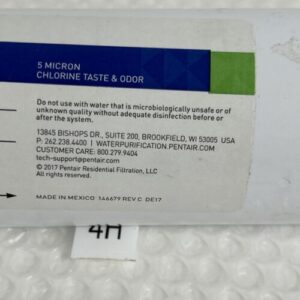 5 MICRON
CHLORINE TASTE & ODOR
Do not use with water that is microbiologically unsafe or of
unknown quality without adequate disinfection before or
after the system.
13845 BISHOPS DR., SUITE 200, BROOKFIELD, WI 53005 USA
P: 262.238.4400 | WATERPURIFICATION.PENTAIR.COM
CUSTOMER CARE: 800.279.9404
tech-support@pentair.com
© 2017 Pentair Residential Filtration, LLC
All rights reserved.
MADE IN MEXICO 146679 REV C DE17
4H